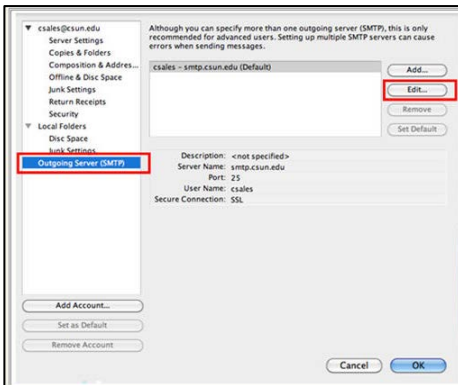 csales@csun.edu
Server Settings
Copies & Folders
Composition & Addres...
Offline & Disc Space
Junk Settings
Return Receipts
Security
Local Folders
Disc Space
Junk Settings
Outgoing Server (SMTP)
Add Account...
Set as Default
Remove Account
Although you can specify more than one outgoing server (SMTP), this is only
recommended for advanced users. Setting up multiple SMTP servers can cause
errors when sending messages.
csales - smtp.csun.edu (Default)
Add...
Edit...
Remove
Set Default
Description: <not specified>
Server Name: smtp.csun.edu
Port: 25
User Name: csales
Secure Connection: SSL
Cancel
OK